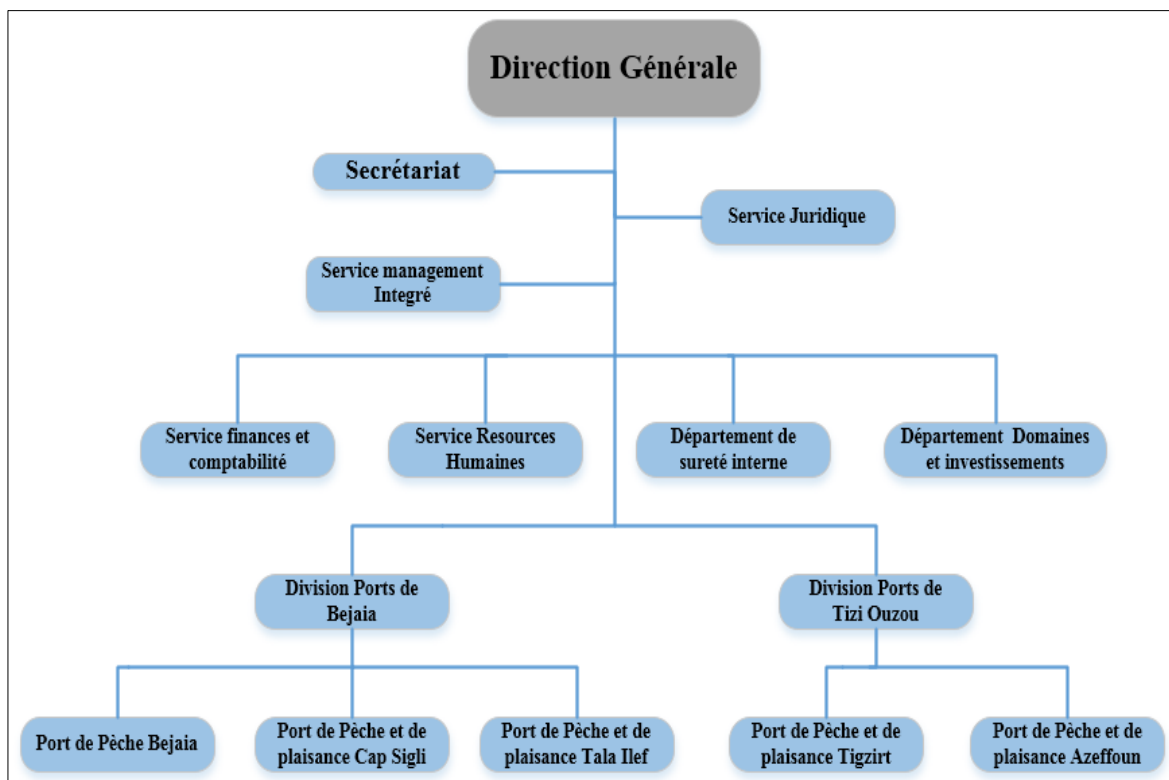 Direction Générale
Secrétariat
Service Juridique
Service management
Integré
Service finances et
comptabilité
Service Resources
Humaines
Département de
sureté interne
Département Domaines
et investissements
Division Ports de
Bejaia
Division Ports de
Tizi Ouzou
Port de Pèche Bejaia
Port de Pèche et de
plaisance Cap Sigli
Port de Pèche et de
plaisance Tala Ilef
Port de Pèche et de
plaisance Tigzirt
Port de Pèche et de
plaisance Azeffoun